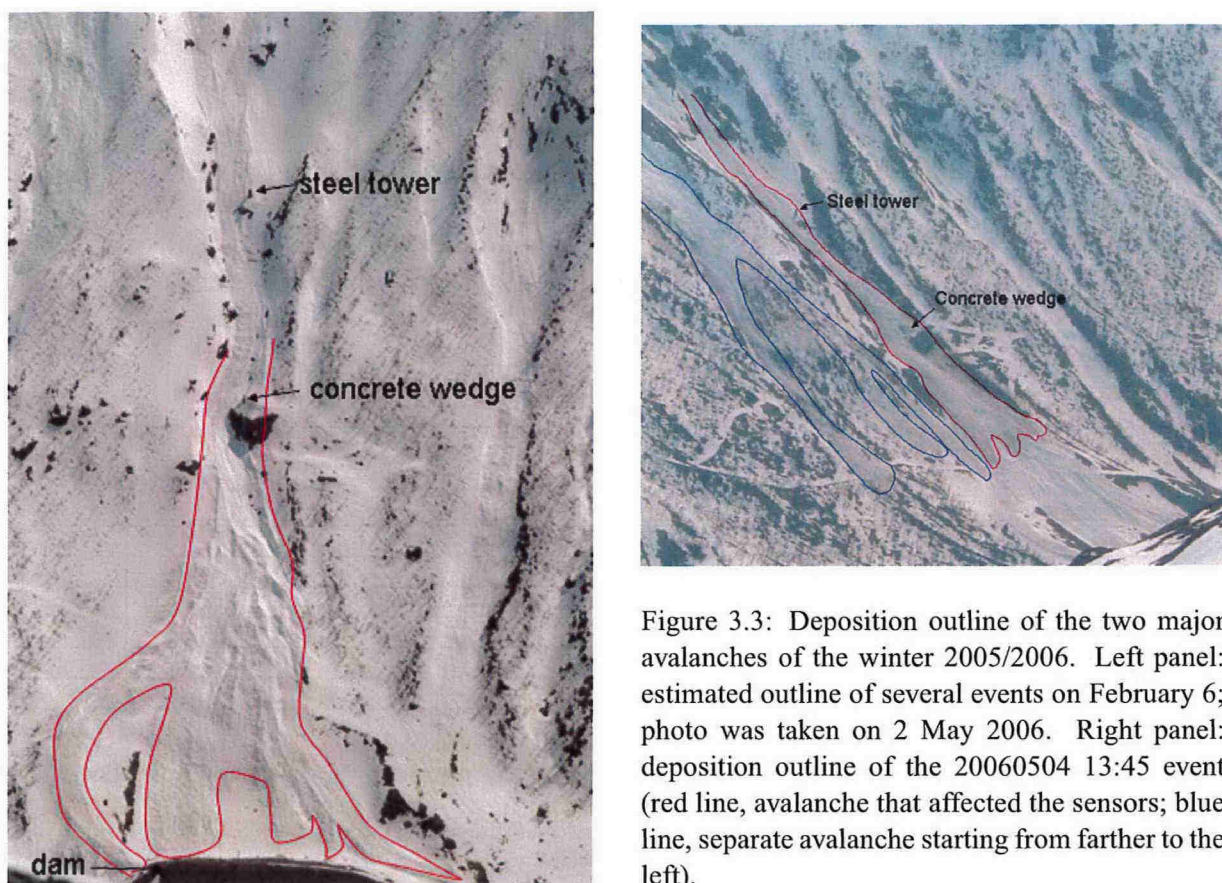 steel tower
concrete wedge
dam
Steel tower
Concrete wedge
Figure 3.3: Deposition outline of the two major
avalanches of the winter 2005/2006. Left panel:
estimated outline of several events on February 6;
photo was taken on 2 May 2006. Right panel:
deposition outline of the 20060504 13:45 event
(red line, avalanche that affected the sensors; blue
line, separate avalanche starting from farther to the
left).